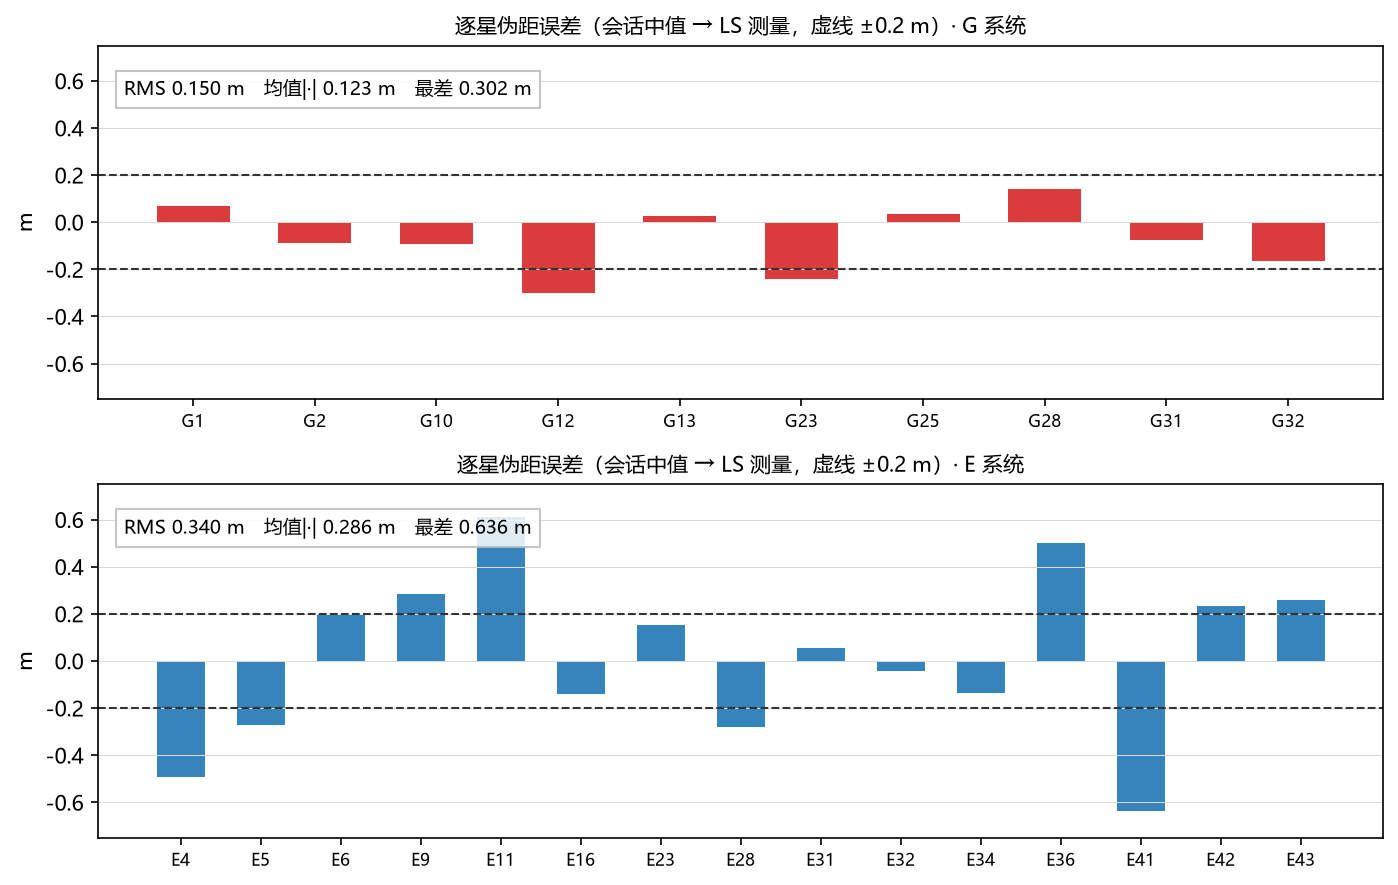 逐星伪距误差（会话中值 → LS 测量，虚线 ±0.2 m）· G 系统
RMS 0.150 m 均值|·| 0.123 m 最差 0.302 m
0.6
0.4
0.2
0.0
-0.2
-0.4
-0.6
m
G1 G2 G10 G12 G13 G23 G25 G28 G31 G32
逐星伪距误差（会话中值 → LS 测量，虚线 ±0.2 m）· E 系统
RMS 0.340 m 均值|·| 0.286 m 最差 0.636 m
0.6
0.4
0.2
0.0
-0.2
-0.4
-0.6
m
E4 E5 E6 E9 E11 E16 E23 E28 E31 E32 E34 E36 E41 E42 E43